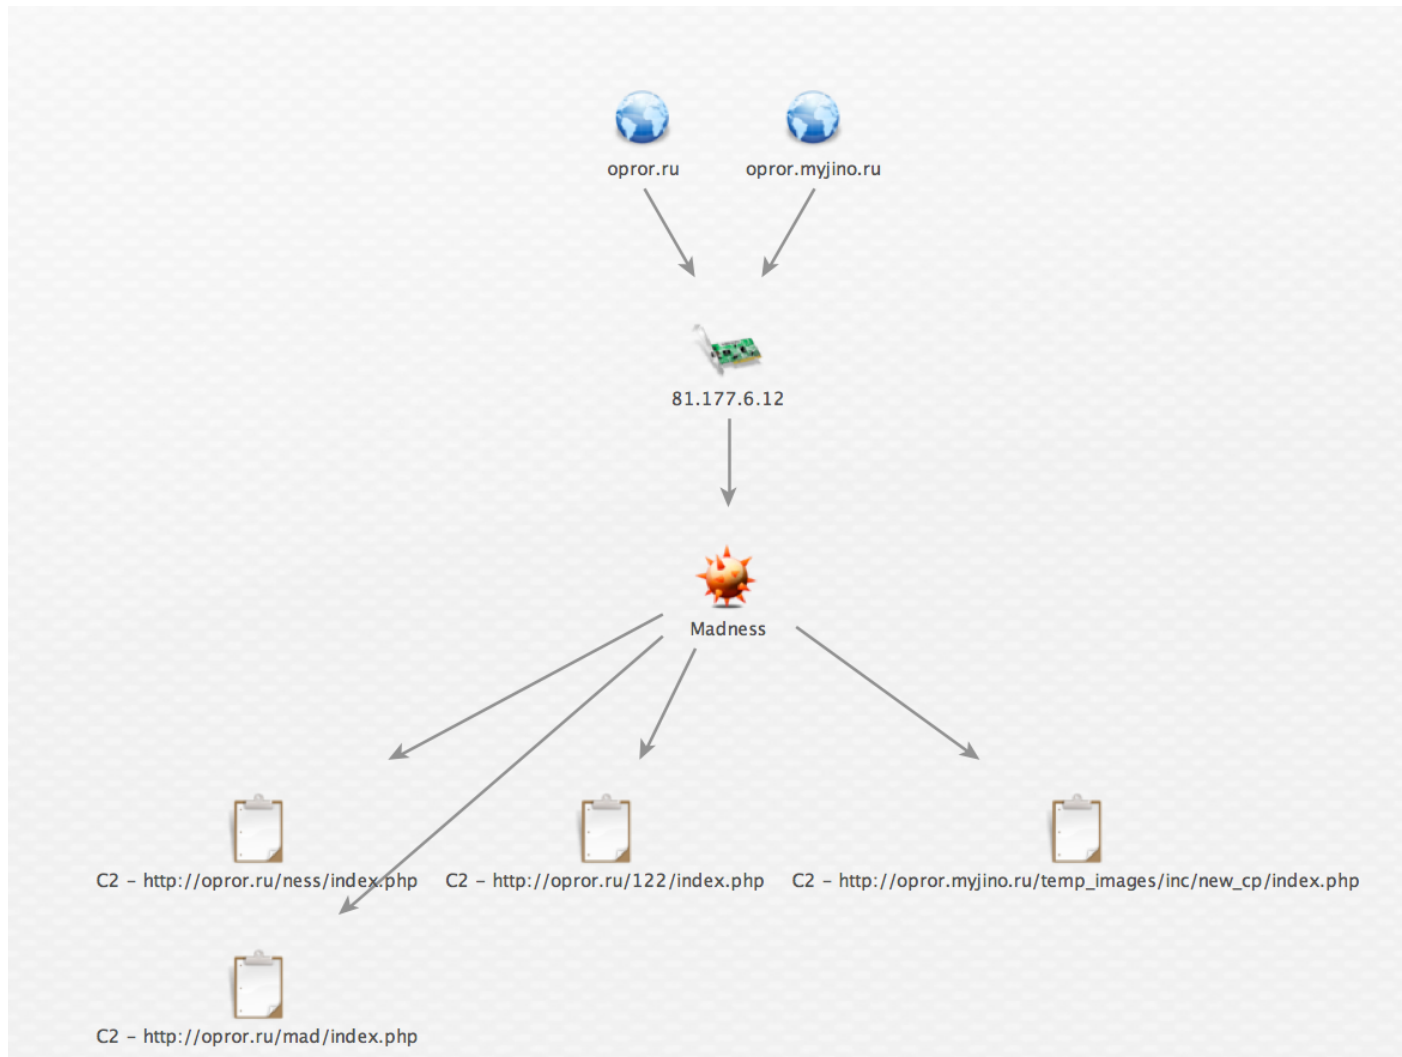 opror.ru
opror.myjino.ru
81.177.6.12
Madness
C2 - http://opror.ru/ness/index.php
C2 - http://opror.ru/122/index.php
C2 - http://opror.myjino.ru/temp_images/inc/new_cp/index.php
C2 - http://opror.ru/mad/index.php